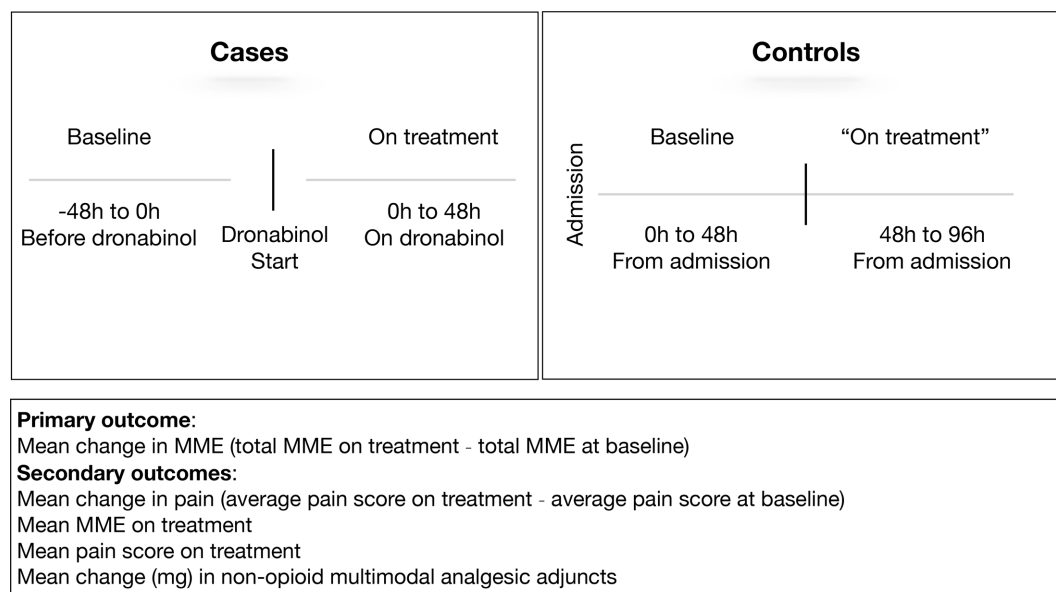 Cases
Baseline
On treatment
-48h to 0h
Before dronabinol
Dronabinol
Start
0h to 48h
On dronabinol
Controls
Admission
Baseline
“On treatment”
0h to 48h
From admission
48h to 96h
From admission
Primary outcome:
Mean change in MME (total MME on treatment - total MME at baseline)
Secondary outcomes:
Mean change in pain (average pain score on treatment - average pain score at baseline)
Mean MME on treatment
Mean pain score on treatment
Mean change (mg) in non-opioid multimodal analgesic adjuncts